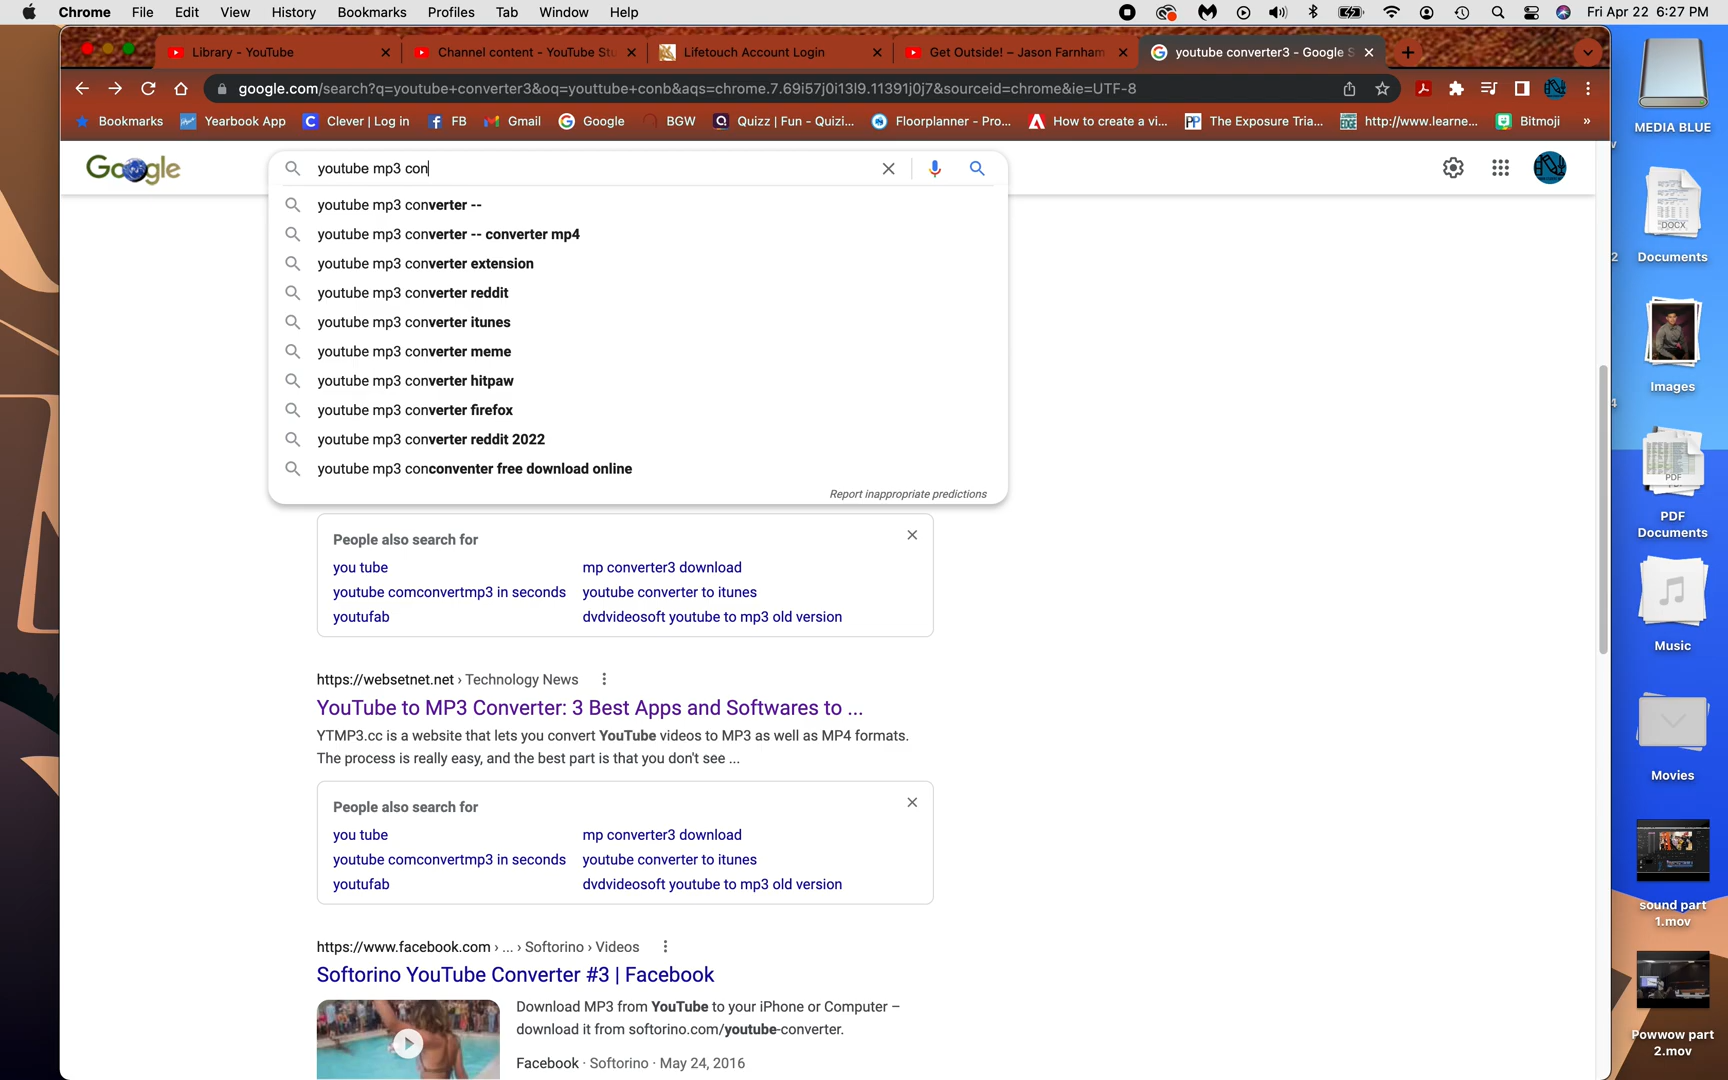 Chrome File Edit View History Bookmarks Profiles Tab Window Help Fri Apr 22 6:27 PM
Library - YouTube Channel content - YouTube Stu Lifetouch Account Login Get Outside! – Jason Farnham youtube converter3 - Google S
google.com/search?q=youtube+converter3&oq=youttube+conb&aqs=chrome.7.69i57j0i13l9.11391j0j7&sourceid=chrome&ie=UTF-8
Bookmarks Yearbook App Clever | Log in FB Gmail Google BGW Quizz | Fun - Quizi... Floorplanner - Pro... How to create a vi... The Exposure Tria... http://www.learne... Bitmoji »
Google
youtube mp3 con
youtube mp3 converter --
youtube mp3 converter -- converter mp4
youtube mp3 converter extension
youtube mp3 converter reddit
youtube mp3 converter itunes
youtube mp3 converter meme
youtube mp3 converter hitpaw
youtube mp3 converter firefox
youtube mp3 converter reddit 2022
youtube mp3 conconventer free download online
Report inappropriate predictions
People also search for
you tube mp converter3 download
youtube comconvertmp3 in seconds youtube converter to itunes
youtufab dvdvideosoft youtube to mp3 old version
https://websetnet.net › Technology News
YouTube to MP3 Converter: 3 Best Apps and Softwares to ...
YTMP3.cc is a website that lets you convert YouTube videos to MP3 as well as MP4 formats.
The process is really easy, and the best part is that you don't see ...
People also search for
you tube mp converter3 download
youtube comconvertmp3 in seconds youtube converter to itunes
youtufab dvdvideosoft youtube to mp3 old version
https://www.facebook.com › ... › Softorino › Videos
Softorino YouTube Converter #3 | Facebook
Download MP3 from YouTube to your iPhone or Computer –
download it from softorino.com/youtube-converter.
Facebook · Softorino · May 24, 2016
MEDIA BLUE
DOCX
Documents
Images
PDF
PDF
Documents
Music
Movies
sound part
1.mov
Powwow part
2.mov